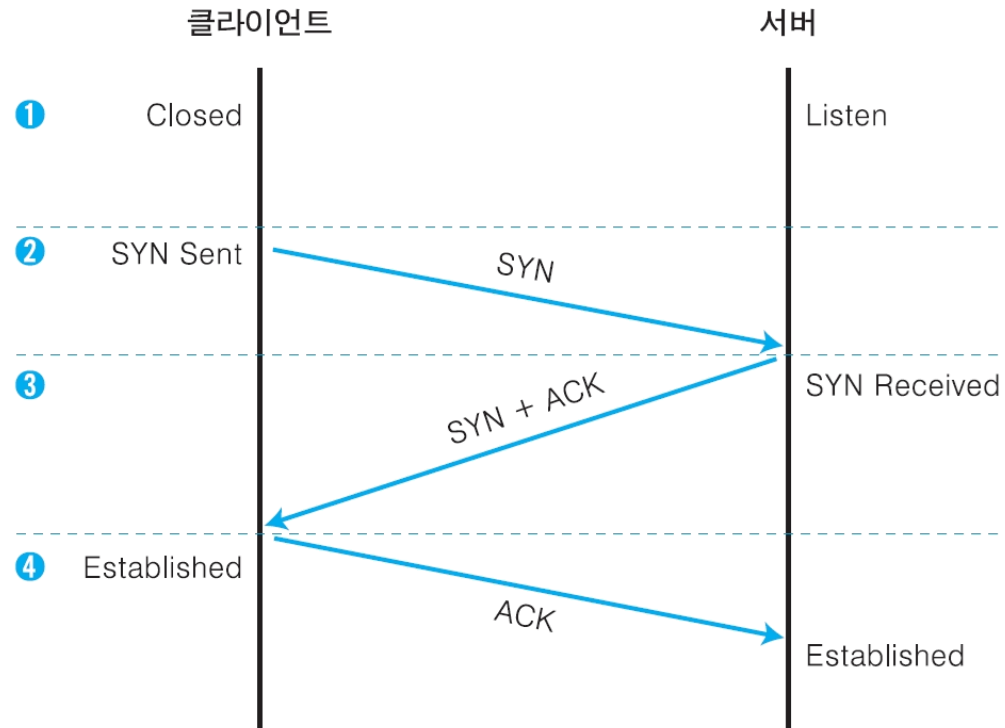 클라이언트 서버
1 Closed Listen
2 SYN Sent
SYN
3 SYN Received
SYN + ACK
4 Established
ACK
Established